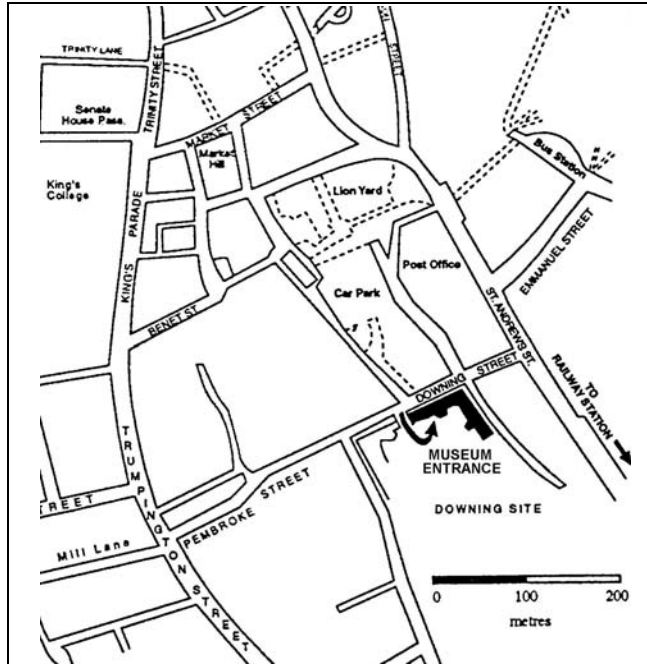 TRINITY LANE
TRINITY STREET
STREET
Senate
House Pass.
MARKET STREET
Market
Hill
King's
College
KING'S PARADE
Lion Yard
Bus Station
EMMANUEL STREET
Post Office
Car Park
BENET ST
ST. ANDREWS ST.
DOWNING STREET
TO
RAILWAY STATION
MUSEUM
ENTRANCE
DOWNING SITE
TRUMPINGTON STREET
PEMBROKE STREET
STREET
Mill Lane
0 100 200
metres